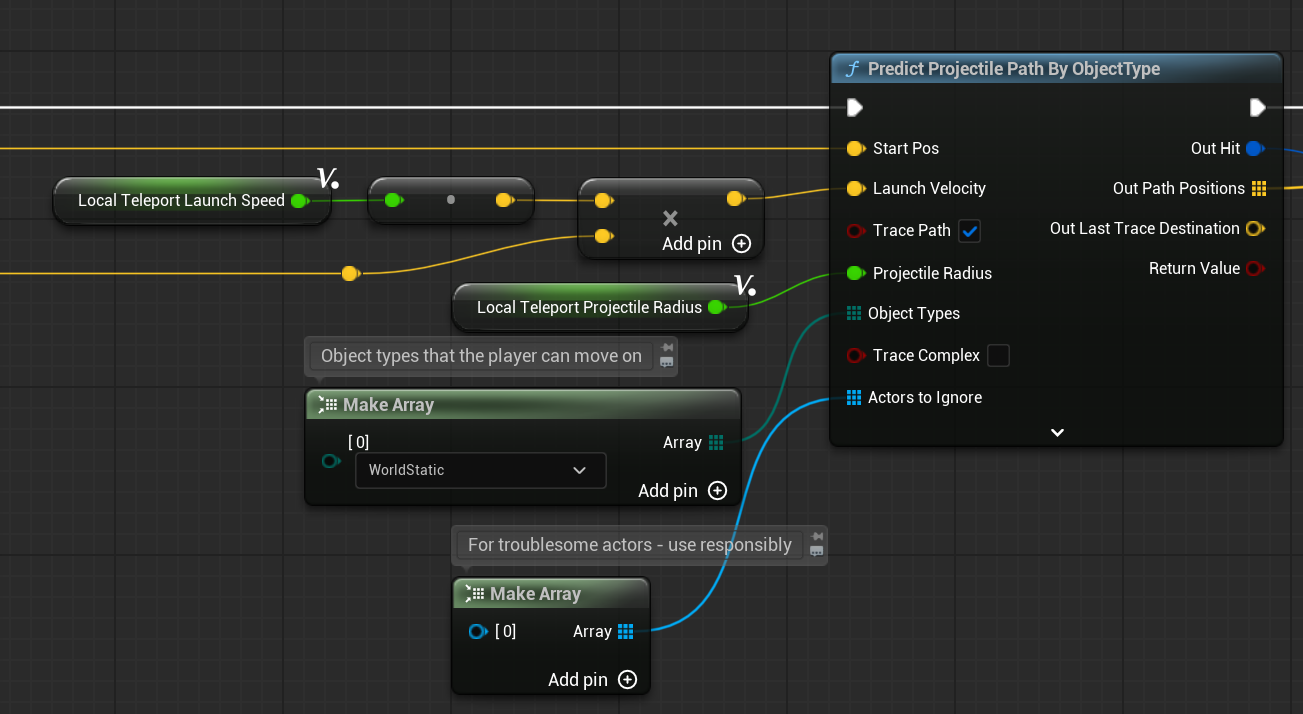 f Predict Projectile Path By ObjectType
Start Pos
Out Hit
V.
Local Teleport Launch Speed
Launch Velocity
Out Path Positions
Trace Path
Out Last Trace Destination
Add pin
Projectile Radius
Return Value
V.
Local Teleport Projectile Radius
Object Types
Object types that the player can move on
Trace Complex
Actors to Ignore
Make Array
[ 0]
Array
WorldStatic
Add pin
For troublesome actors - use responsibly
Make Array
[ 0]
Array
Add pin